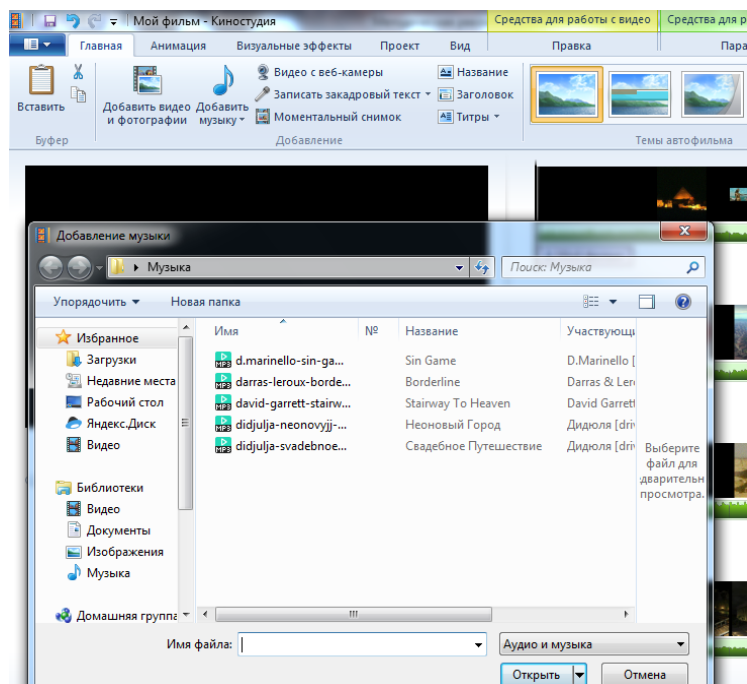 Мой фильм - Киностудия
Средства для работы с видео
Средства для р
Главная
Анимация
Визуальные эффекты
Проект
Вид
Правка
Пара
Вставить
Добавить видео и фотографии
Добавить музыку
Видео с веб-камеры
Записать закадровый текст
Моментальный снимок
Название
Заголовок
Титры
Буфер
Добавление
Темы автофильма
Добавление музыки
Музыка
Поиск: Музыка
Упорядочить
Новая папка
Имя
№
Название
Участвующи
d.marinello-sin-ga...
Sin Game
D.Marinello [
darras-leroux-borde...
Borderline
Darras & Ler
david-garrett-stairw...
Stairway To Heaven
David Garrett
didjulja-neonovyjj-...
Неоновый Город
Дидюля [dri
didjulja-svadebnoe...
Свадебное Путешествие
Дидюля [dri
Избранное
Загрузки
Недавние места
Рабочий стол
Яндекс.Диск
Видео
Библиотеки
Видео
Документы
Изображения
Музыка
Домашняя группа
Выберите
файл для
дварительн
просмотра.
Имя файла:
Аудио и музыка
Открыть
Отмена